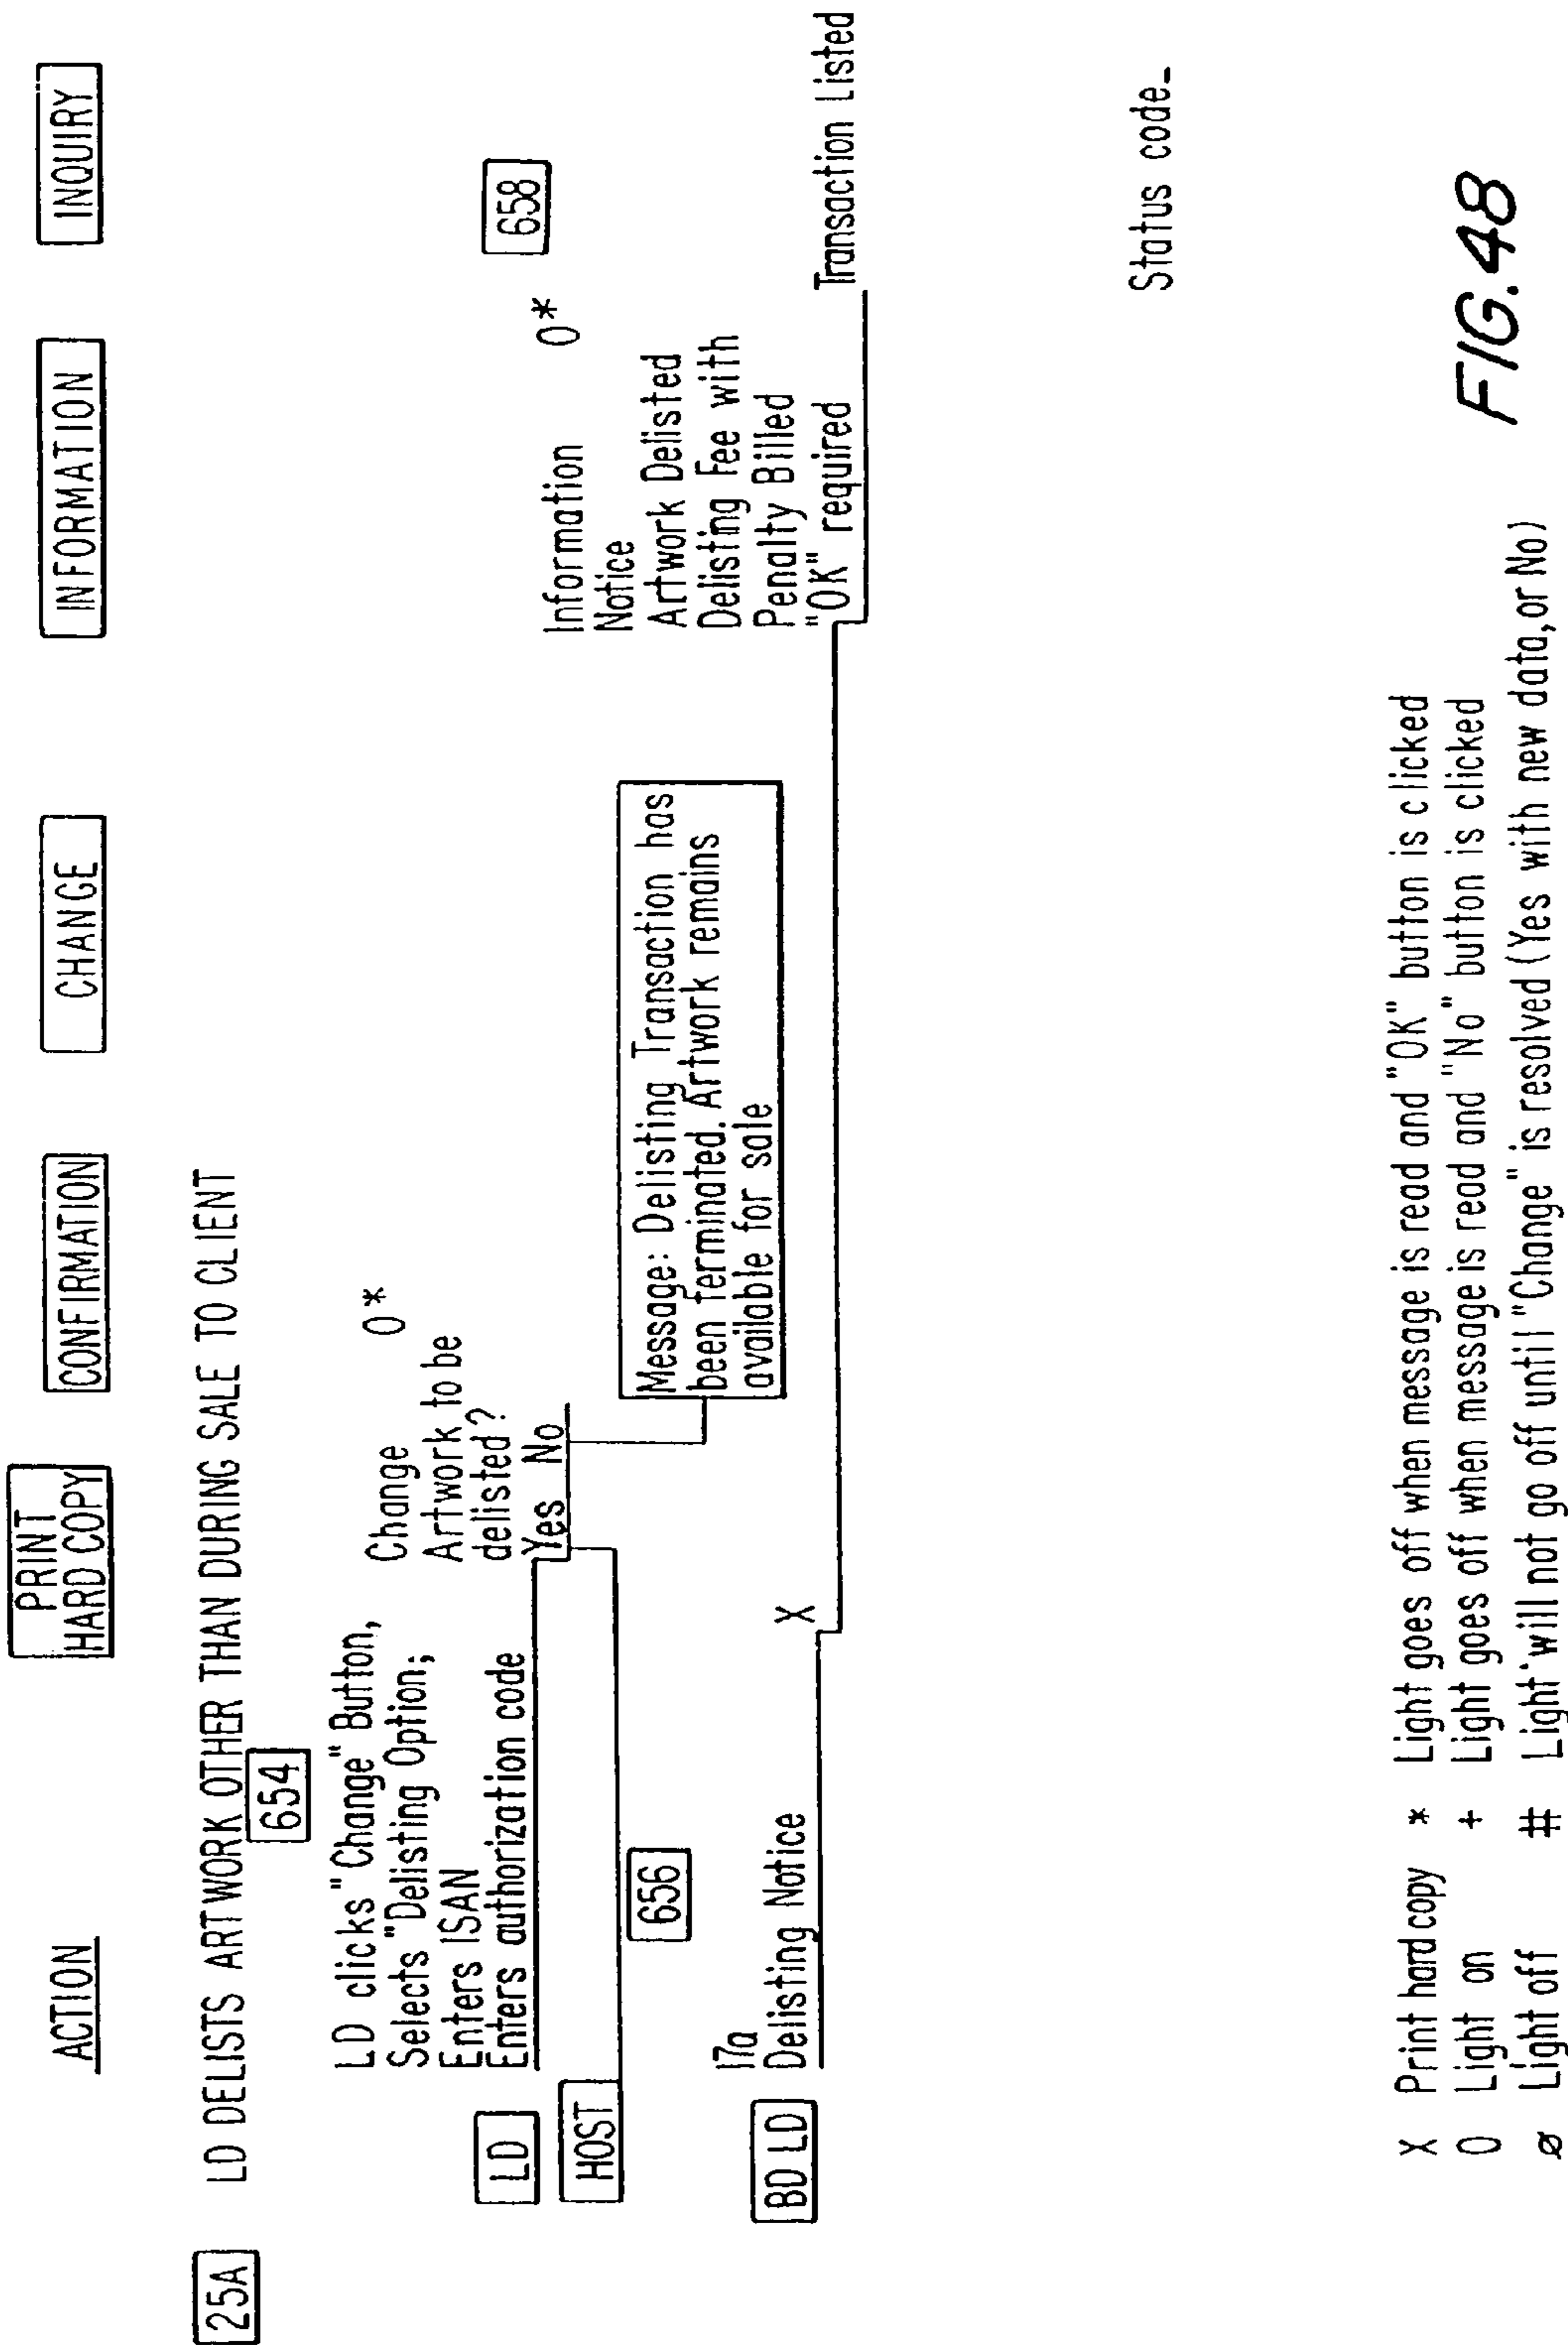 ACTION
PRINT
HARD COPY
CONFIRMATION
CHANGE
INFORMATION
INQUIRY
25A
LD DELISTS ARTWORK OTHER THAN DURING SALE TO CLIENT
654
LD clicks "Change" Button,
Selects "Delisting Option;
Enters ISAN
Enters authorization code
LD
Change O*
Artwork to be
delisted?
Yes No
HOST
656
Message: Delisting Transaction has
been terminated. Artwork remains
available for sale
17a
Delisting Notice
BD LD
X
Information O*
Notice
Artwork Delisted
Delisting Fee with
Penalty Billed
"OK" required
658
Transaction Listed
Status code_
X Print hard copy * Light goes off when message is read and "OK" button is clicked
O Light on + Light goes off when message is read and "No" button is clicked
ø Light off # Light will not go off until "Change" is resolved (Yes with new data, or No)
FIG. 48